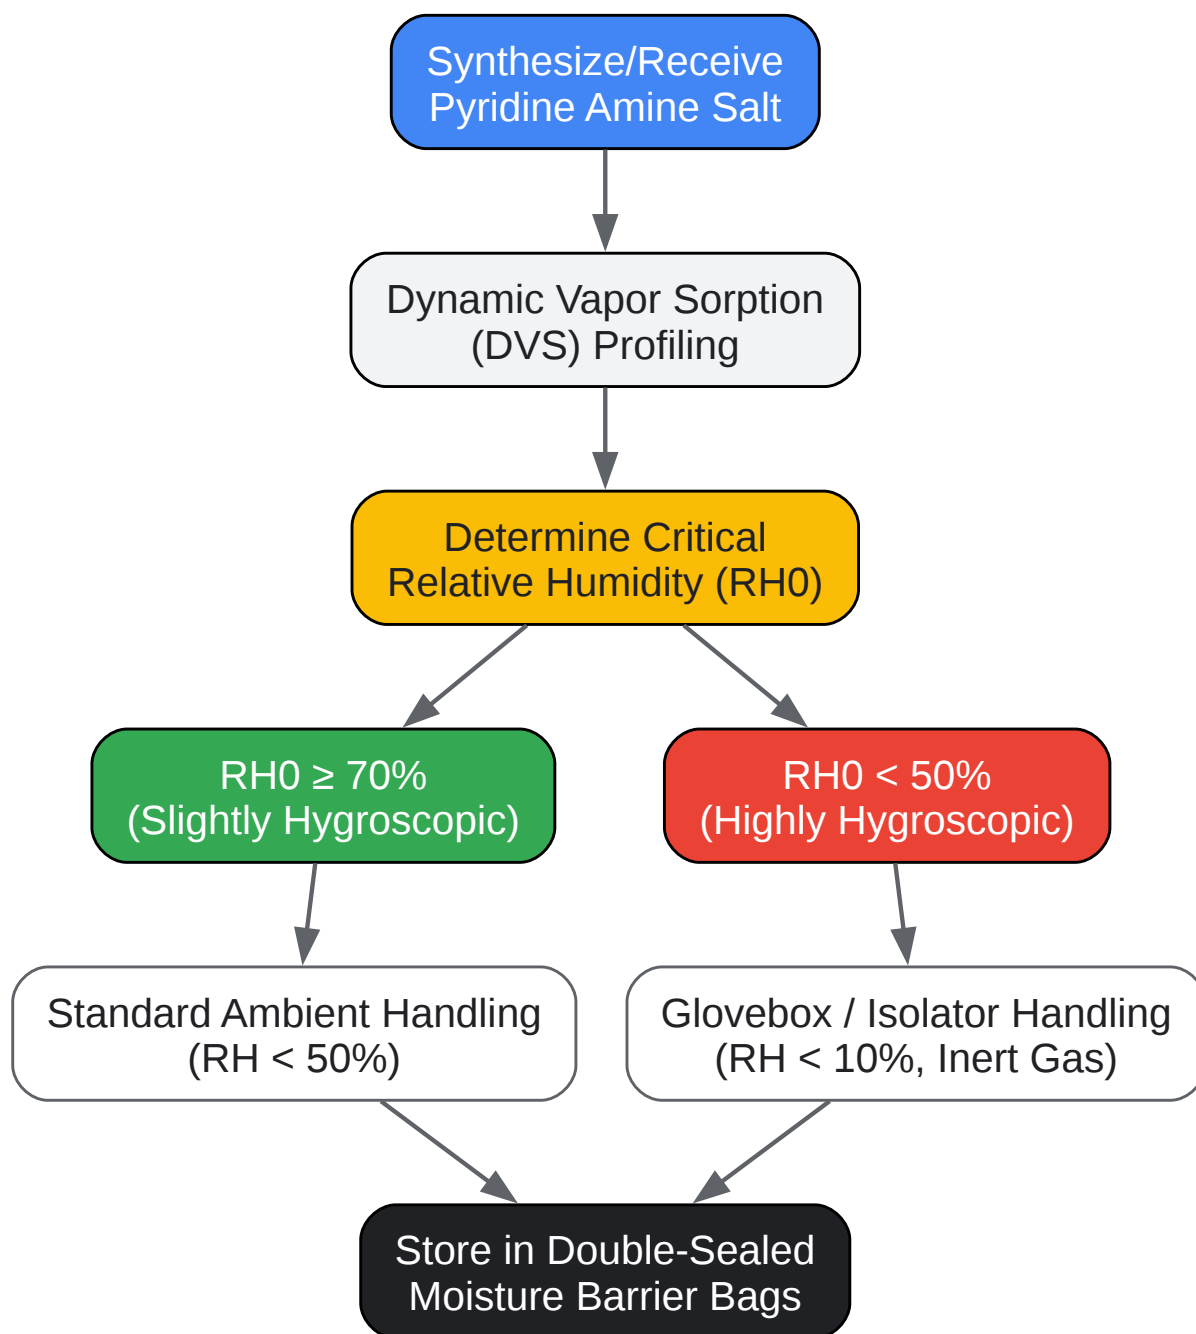 Synthesize/Receive
Pyridine Amine Salt
Dynamic Vapor Sorption
(DVS) Profiling
Determine Critical
Relative Humidity (RH0)
RH0 ≥ 70%
(Slightly Hygroscopic)
RH0 < 50%
(Highly Hygroscopic)
Standard Ambient Handling
(RH < 50%)
Glovebox / Isolator Handling
(RH < 10%, Inert Gas)
Store in Double-Sealed
Moisture Barrier Bags